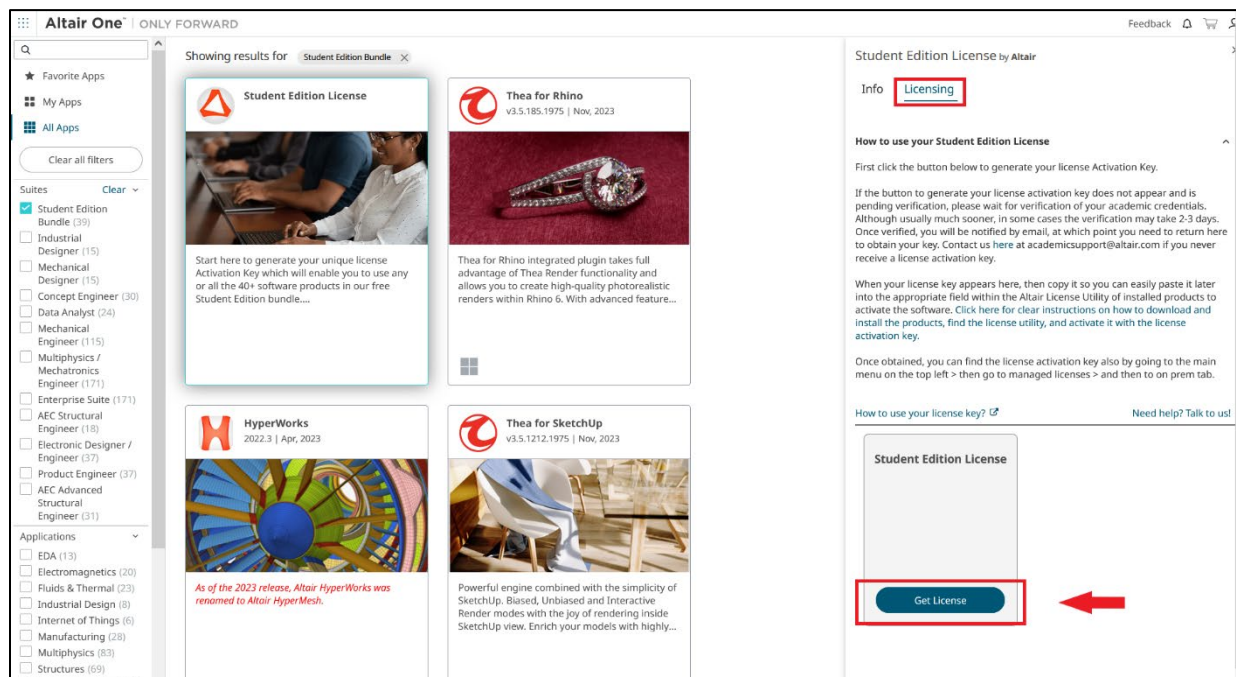 Altair One™ | ONLY FORWARD
Feedback
Favorite Apps
My Apps
All Apps
Clear all filters
Suites Clear
Student Edition
Bundle (39)
Industrial
Designer (15)
Mechanical
Designer (15)
Concept Engineer (30)
Data Analyst (24)
Mechanical
Engineer (115)
Multiphysics /
Mechatronics
Engineer (171)
Enterprise Suite (171)
AEC Structural
Engineer (18)
Electronic Designer /
Engineer (37)
Product Engineer (37)
AEC Advanced
Structural
Engineer (31)
Applications
EDA (13)
Electromagnetics (20)
Fluids & Thermal (23)
Industrial Design (8)
Internet of Things (6)
Manufacturing (28)
Multiphysics (83)
Structures (69)
Showing results for Student Edition Bundle
Student Edition License
Start here to generate your unique license
Activation Key which will enable you to use any
or all the 40+ software products in our free
Student Edition bundle....
Thea for Rhino
v3.5.185.1975 | Nov, 2023
Thea for Rhino integrated plugin takes full
advantage of Thea Render functionality and
allows you to create high-quality photorealistic
renders within Rhino 6. With advanced feature...
HyperWorks
2022.3 | Apr, 2023
As of the 2023 release, Altair HyperWorks was
renamed to Altair HyperMesh.
Thea for SketchUp
v3.5.1212.1975 | Nov, 2023
Powerful engine combined with the simplicity of
SketchUp. Biased, Unbiased and Interactive
Render modes with the joy of rendering inside
SketchUp view. Enrich your models with highly...
Student Edition License by Altair
Info Licensing
How to use your Student Edition License
First click the button below to generate your license Activation Key.
If the button to generate your license activation key does not appear and is
pending verification, please wait for verification of your academic credentials.
Although usually much sooner, in some cases the verification may take 2-3 days.
Once verified, you will be notified by email, at which point you need to return here
to obtain your key. Contact us here at academicsupport@altair.com if you never
receive a license activation key.
When your license key appears here, then copy it so you can easily paste it later
into the appropriate field within the Altair License Utility of installed products to
activate the software. Click here for clear instructions on how to download and
install the products, find the license utility, and activate it with the license
activation key.
Once obtained, you can find the license activation key also by going to the main
menu on the top left > then go to managed licenses > and then to on prem tab.
How to use your license key? Need help? Talk to us!
Student Edition License
Get License